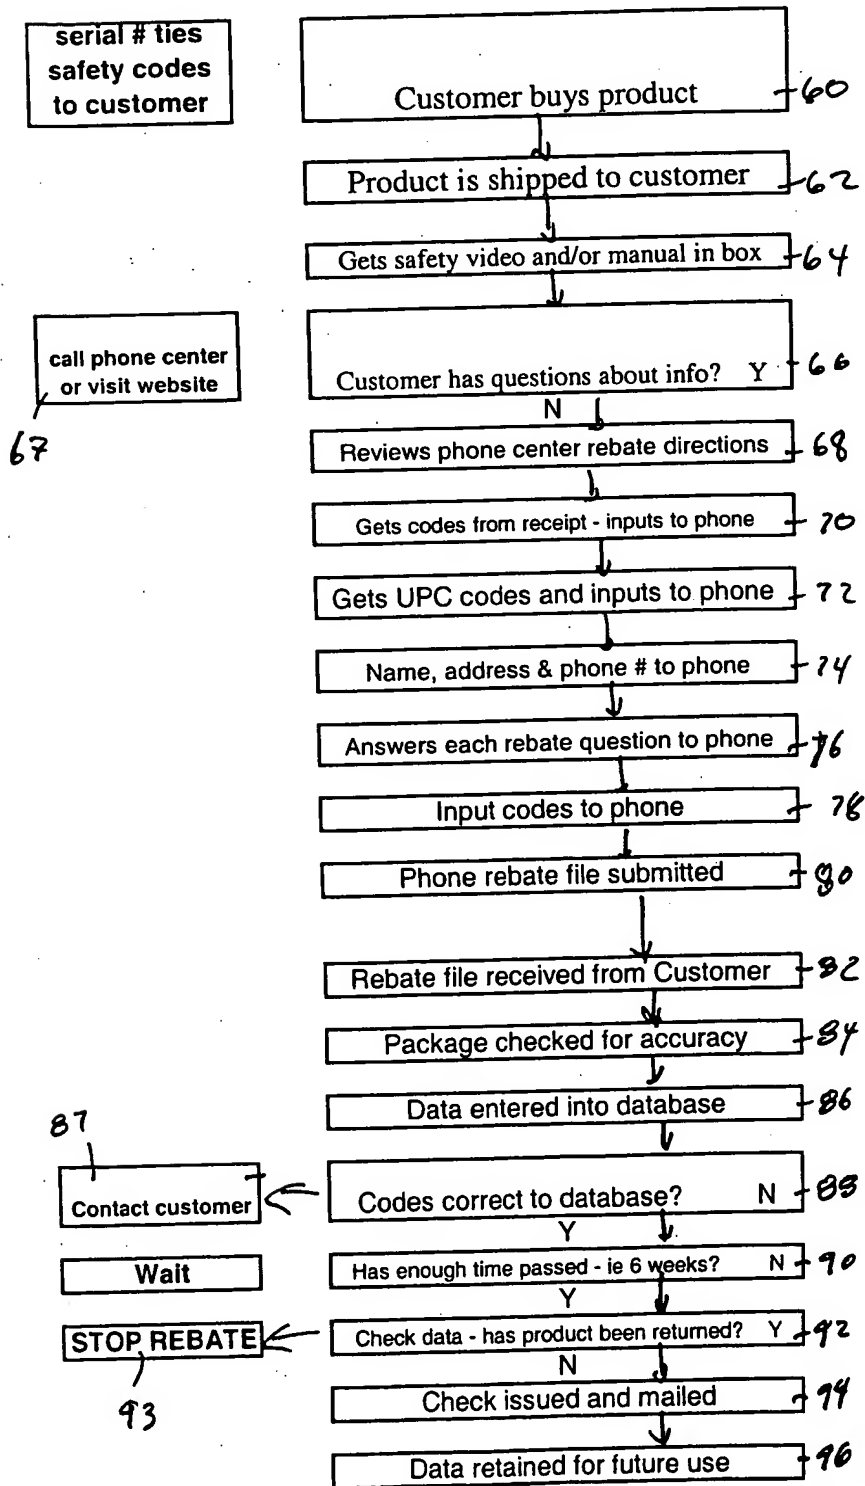 serial # ties
safety codes
to customer
Customer buys product
60
Product is shipped to customer
62
Gets safety video and/or manual in box
64
call phone center
or visit website
67
Customer has questions about info? Y
66
N
Reviews phone center rebate directions
68
Gets codes from receipt - inputs to phone
70
Gets UPC codes and inputs to phone
72
Name, address & phone # to phone
74
Answers each rebate question to phone
76
Input codes to phone
78
Phone rebate file submitted
80
Rebate file received from Customer
82
Package checked for accuracy
84
Data entered into database
86
87
Contact customer
Codes correct to database? N
88
Y
Wait
Has enough time passed - ie 6 weeks? N
90
Y
STOP REBATE
93
Check data - has product been returned? Y
92
N
Check issued and mailed
94
Data retained for future use
96